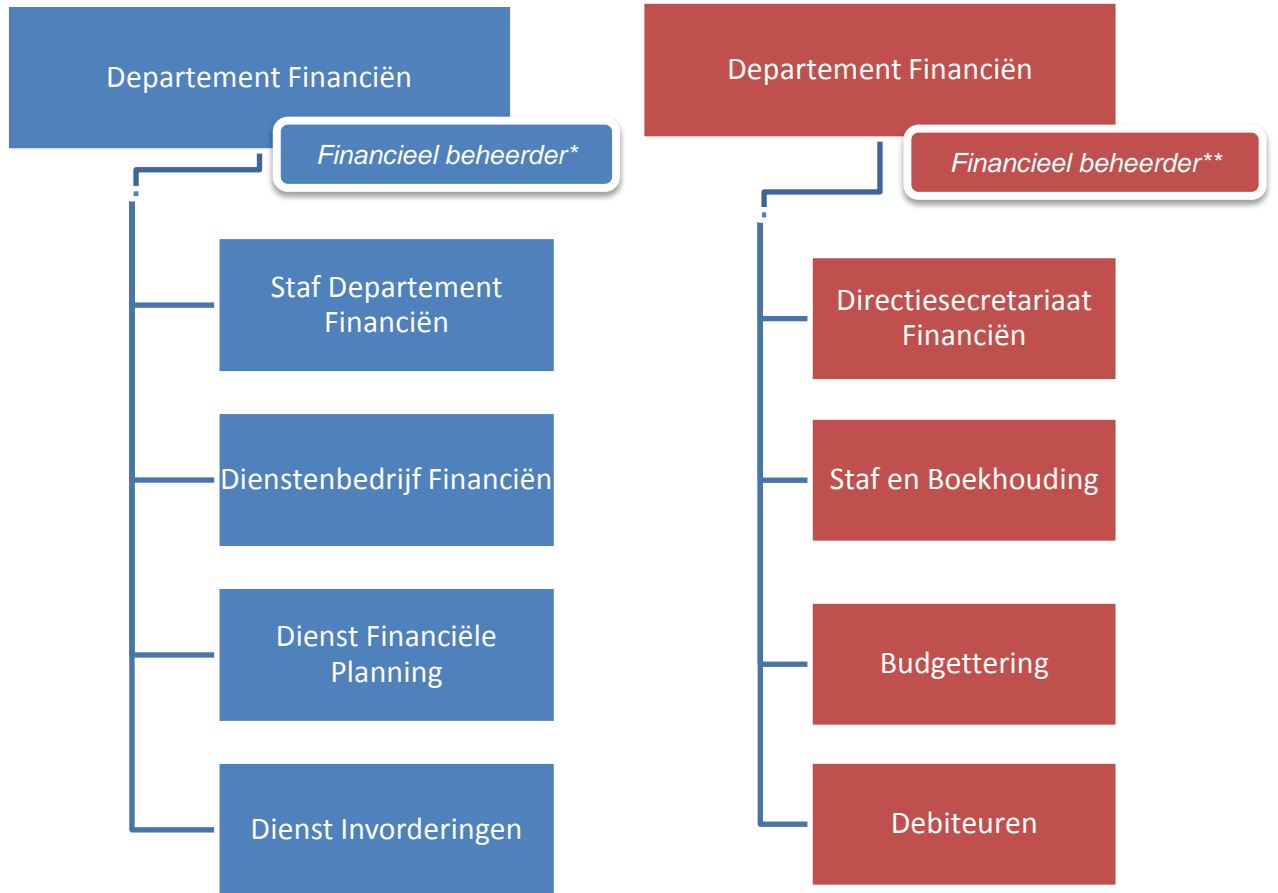 Departement Financiën
Financieel beheerder*
Staf Departement
Financiën
Dienstenbedrijf Financiën
Dienst Financiële
Planning
Dienst Invorderingen
Departement Financiën
Financieel beheerder**
Directiesecretariaat
Financiën
Staf en Boekhouding
Budgettering
Debiteuren